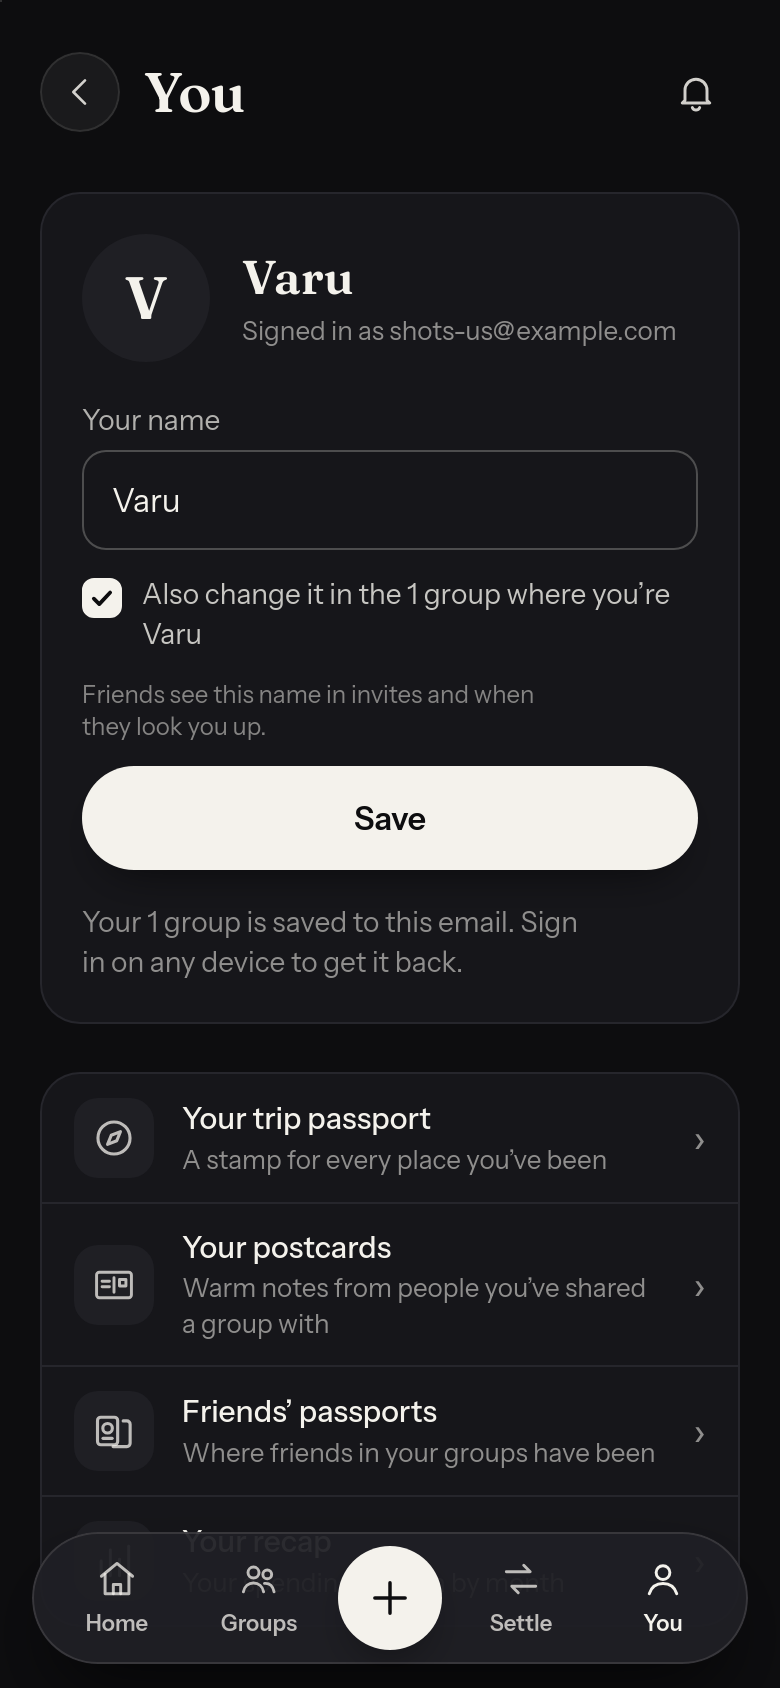 You
V
Varu
Signed in as shots-us@example.com
Your name
Varu
Also change it in the 1 group where you’re
Varu
Friends see this name in invites and when
they look you up.
Save
Your 1 group is saved to this email. Sign
in on any device to get it back.
Your trip passport
A stamp for every place you’ve been
Your postcards
Warm notes from people you’ve shared
a group with
Friends’ passports
Where friends in your groups have been
Your recap
by month
Home
Groups
Settle
You